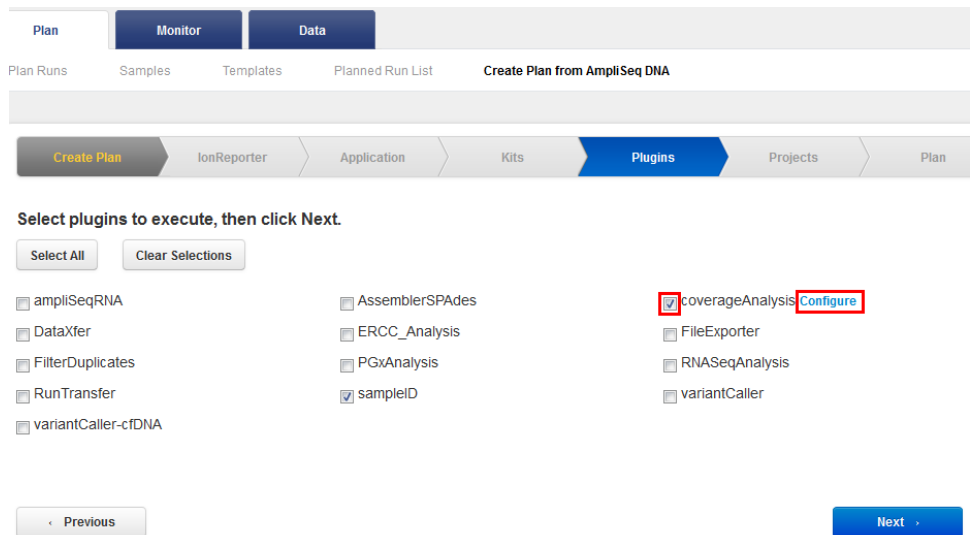 Plan Monitor Data
Plan Runs Samples Templates Planned Run List Create Plan from AmpliSeq DNA
Create Plan IonReporter Application Kits Plugins Projects Plan
Select plugins to execute, then click Next.
Select All Clear Selections
ampliSeqRNA AssemblerSPAdes coverageAnalysis Configure
DataXfer ERCC_Analysis FileExporter
FilterDuplicates PGxAnalysis RNASeqAnalysis
RunTransfer sampleID variantCaller
variantCaller-cfDNA
‹ Previous Next ›